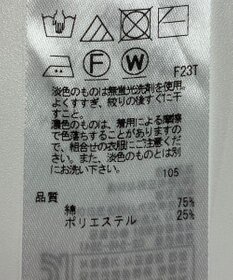 F
W
F23T
淡色のものは無蛍光洗剤を使用。
よくすすぎ、絞りの後すぐに干
すこと。
濃色のものは、着用による摩擦
で色落ちすることがありますの
で、組合せの衣服にご注意くだ
さい。また、淡色のものとは別
にお洗い下さい。
105
品質
綿 75%
ポリエステル 25%